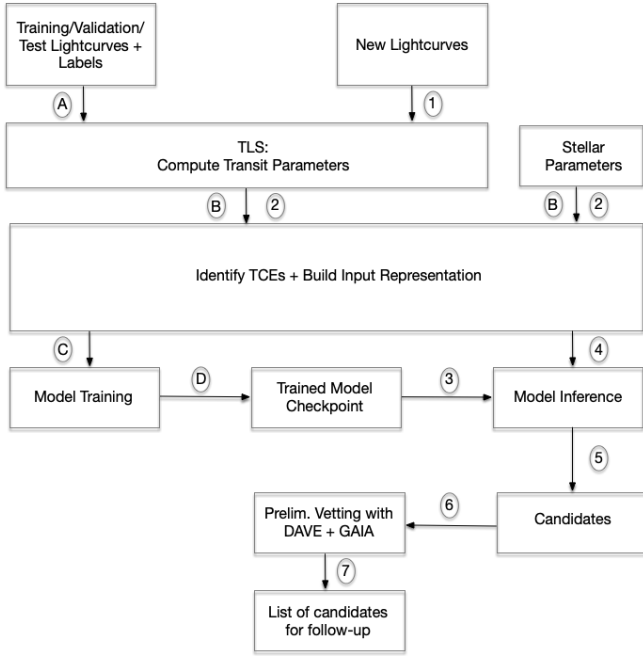 Training/Validation/
Test Lightcurves +
Labels
New Lightcurves
A
1
TLS:
Compute Transit Parameters
Stellar
Parameters
B
2
B
2
Identify TCEs + Build Input Representation
C
4
Model Training
D
Trained Model
Checkpoint
3
Model Inference
5
Prelim. Vetting with
DAVE + GAIA
6
Candidates
7
List of candidates
for follow-up